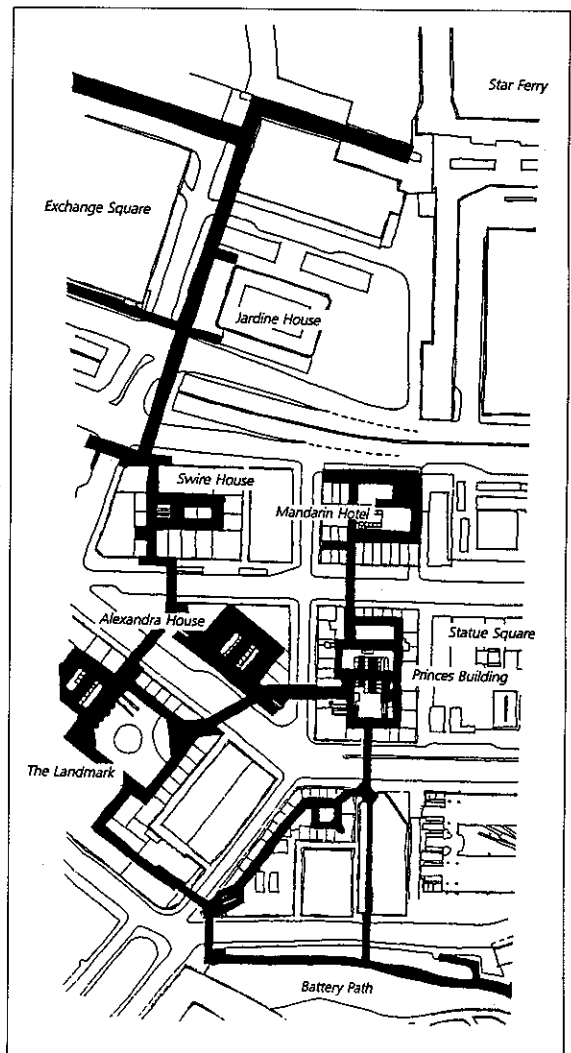 Star Ferry
Exchange Square
Jardine House
Swire House
Mandarin Hotel
Alexandra House
Statue Square
Princes Building
The Landmark
Battery Path